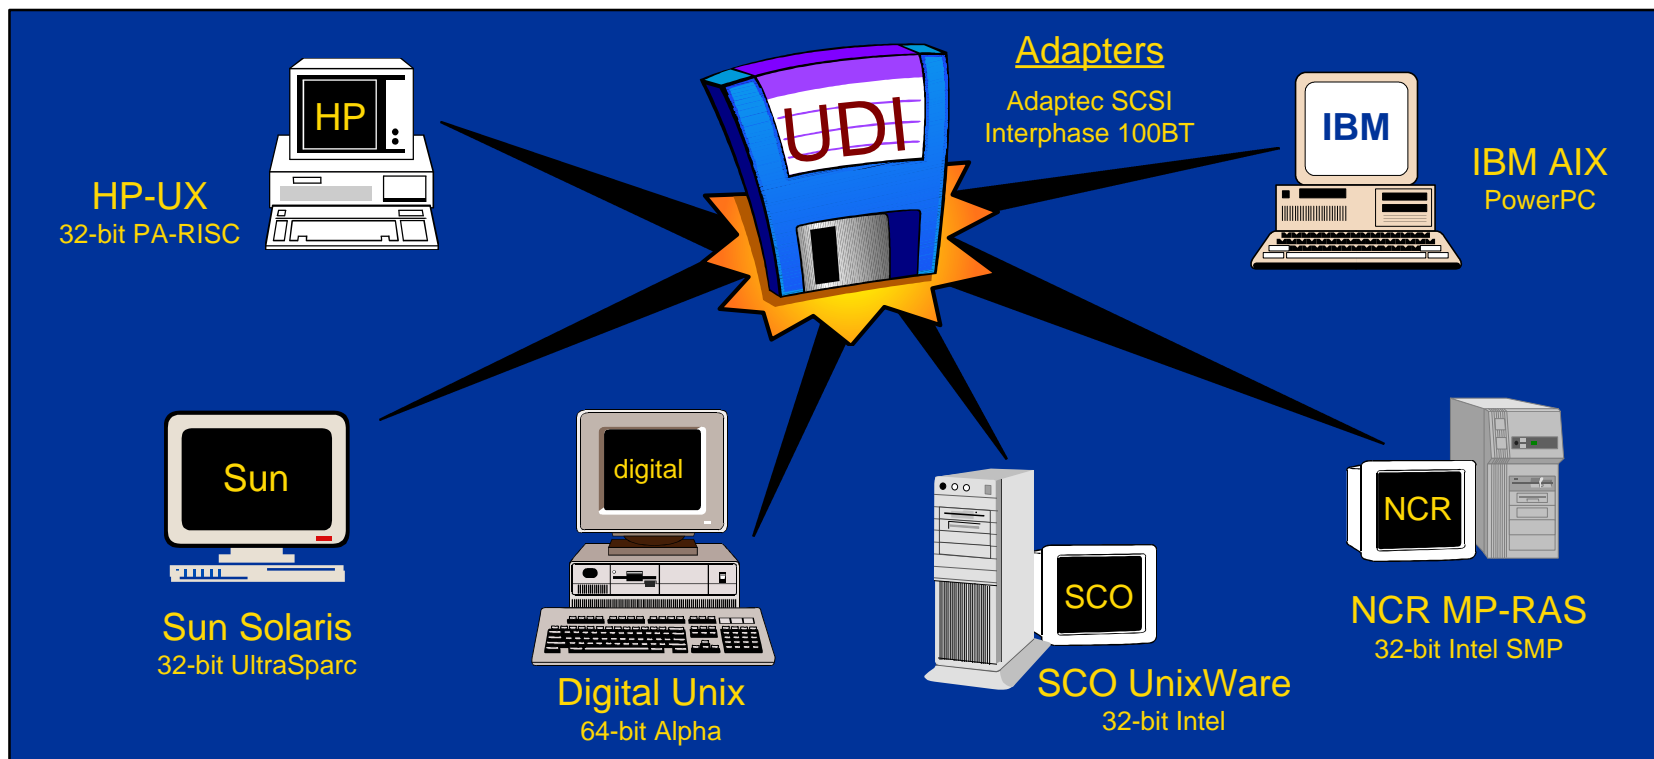 Adapters
Adaptec SCSI
Interphase 100BT
UDI
HP
HP-UX
32-bit PA-RISC
IBM
IBM AIX
PowerPC
Sun
Sun Solaris
32-bit UltraSparc
digital
Digital Unix
64-bit Alpha
SCO
SCO UnixWare
32-bit Intel
NCR
NCR MP-RAS
32-bit Intel SMP